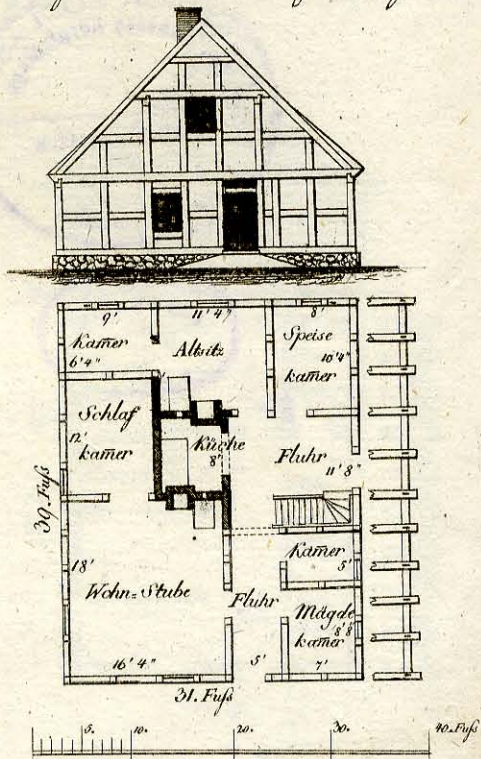 9'
11' 4"
8'
Kamer
6' 4"
Altsitz
Speise
kamer
10' 4"
Schlaf
kamer
12'
Küche
8'
Fluhr
11' 8"
39. Fuſs
18'
Wohn=Stube
Fluhr
Kamer
5'
Mägde
kamer
8' 8"
16' 4"
5'
7'
31. Fuſs
5.
10.
20.
30.
40. Fuſs